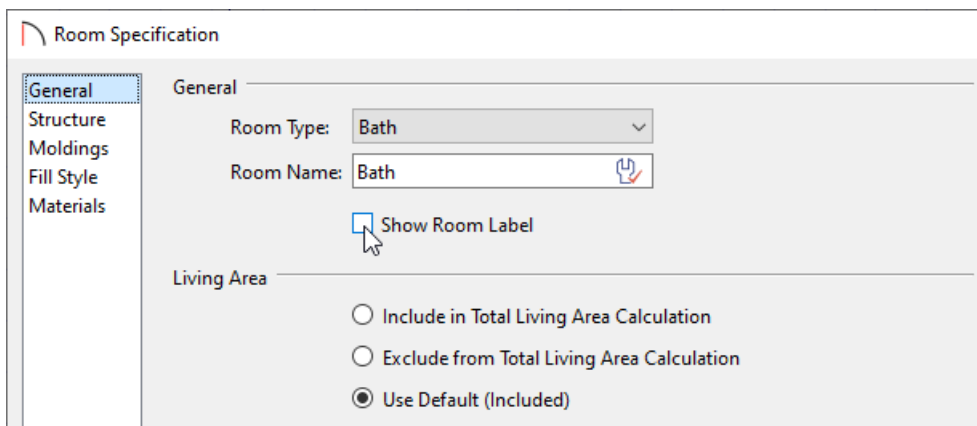 Room Specification
General
Structure
Moldings
Fill Style
Materials
General
Room Type: Bath
Room Name: Bath
Show Room Label
Living Area
Include in Total Living Area Calculation
Exclude from Total Living Area Calculation
Use Default (Included)